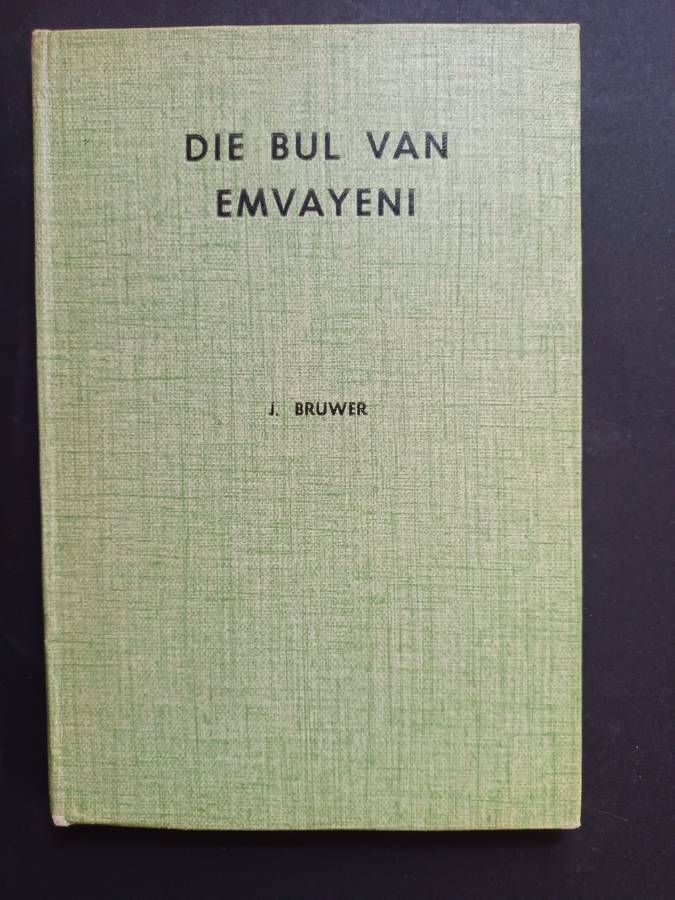 DIE BUL VAN
EMVAYENI
J. BRUWER